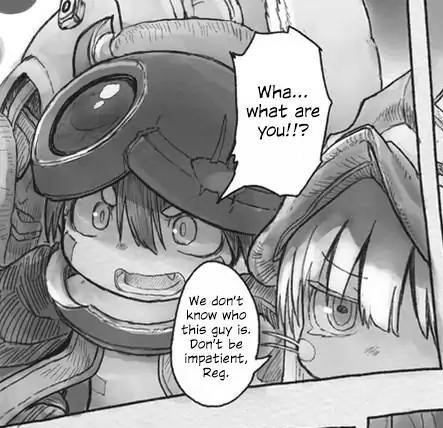 Wha...
what are
you!!?
We don't
know who
this guy is.
Don't be
impatient,
Reg.